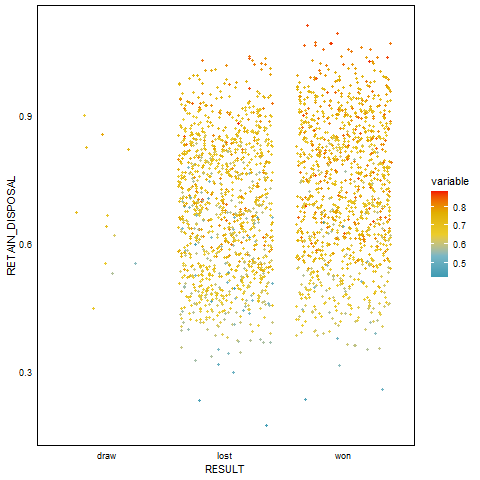 RETAIN_DISPOSAL
0.9
0.6
0.3
draw
lost
won
RESULT
variable
0.8
0.7
0.6
0.5